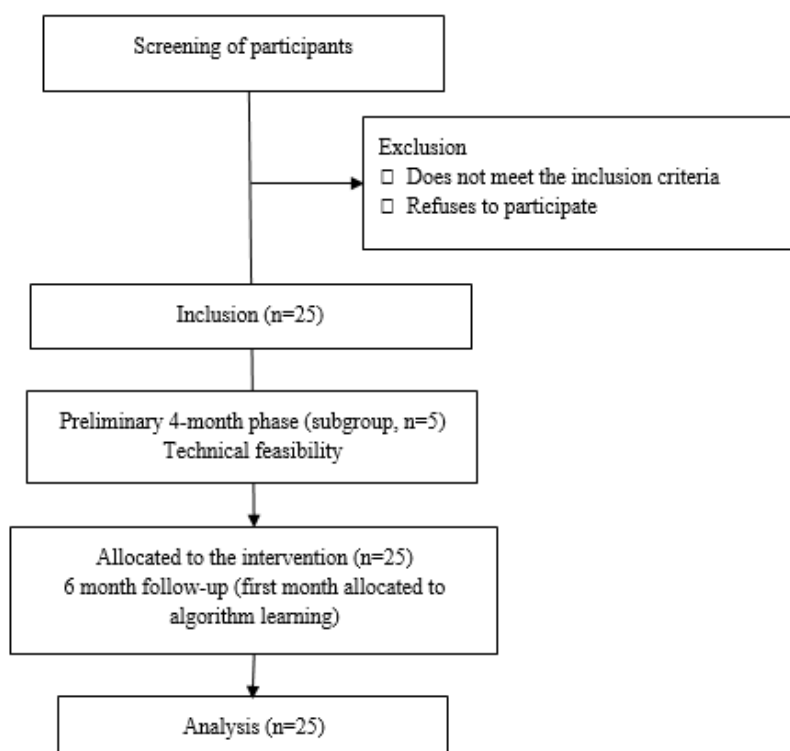 Screening of participants
Exclusion
□ Does not meet the inclusion criteria
□ Refuses to participate
Inclusion (n=25)
Preliminary 4-month phase (subgroup, n=5)
Technical feasibility
Allocated to the intervention (n=25)
6 month follow-up (first month allocated to
algorithm learning)
Analysis (n=25)